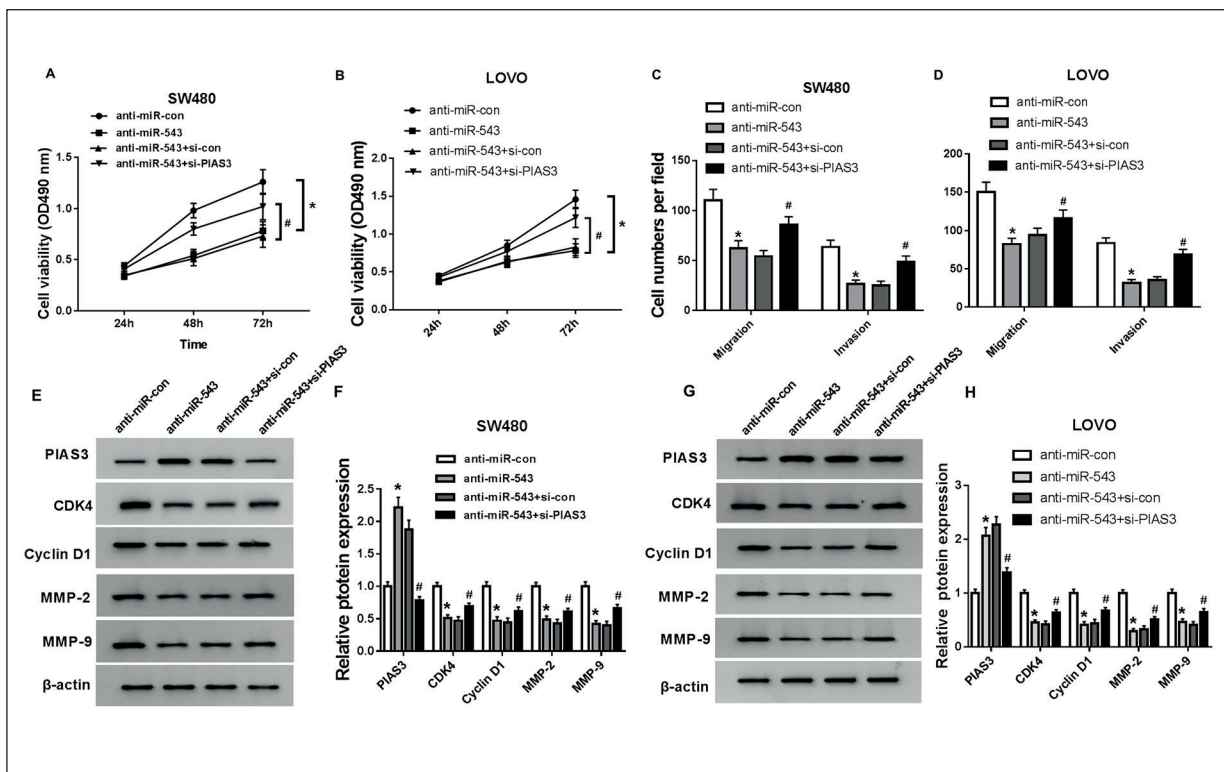 A
SW480
anti-miR-con
anti-miR-543
anti-miR-543+si-con
anti-miR-543+si-PIAS3
Cell viability (OD490 nm)
1.5
1.0
0.5
0.0
24h
48h
72h
Time
#
*
B
LOVO
anti-miR-con
anti-miR-543
anti-miR-543+si-con
anti-miR-543+si-PIAS3
Cell viability (OD490 nm)
2.0
1.5
1.0
0.5
0.0
24h
48h
72h
#
*
C
SW480
anti-miR-con
anti-miR-543
anti-miR-543+si-con
anti-miR-543+si-PIAS3
Cell numbers per field
150
100
50
0
*
#
*
#
Migration
Invasion
D
LOVO
anti-miR-con
anti-miR-543
anti-miR-543+si-con
anti-miR-543+si-PIAS3
200
150
100
50
0
*
#
*
#
Migration
Invasion
E
anti-miR-con
anti-miR-543
anti-miR-543+si-con
anti-miR-543+si-PIAS3
PIAS3
CDK4
Cyclin D1
MMP-2
MMP-9
β-actin
F
SW480
anti-miR-con
anti-miR-543
anti-miR-543+si-con
anti-miR-543+si-PIAS3
Relative ptotein expression
2.5
2.0
1.5
1.0
0.5
0.0
*
#
*
#
*
#
*
#
*
#
PIAS3
CDK4
Cyclin D1
MMP-2
MMP-9
G
anti-miR-con
anti-miR-543
anti-miR-543+si-con
anti-miR-543+si-PIAS3
PIAS3
CDK4
Cyclin D1
MMP-2
MMP-9
β-actin
H
LOVO
anti-miR-con
anti-miR-543
anti-miR-543+si-con
anti-miR-543+si-PIAS3
Relative ptotein expression
3
2
1
0
*
#
*
#
*
#
*
#
*
#
PIAS3
CDK4
Cyclin D1
MMP-2
MMP-9